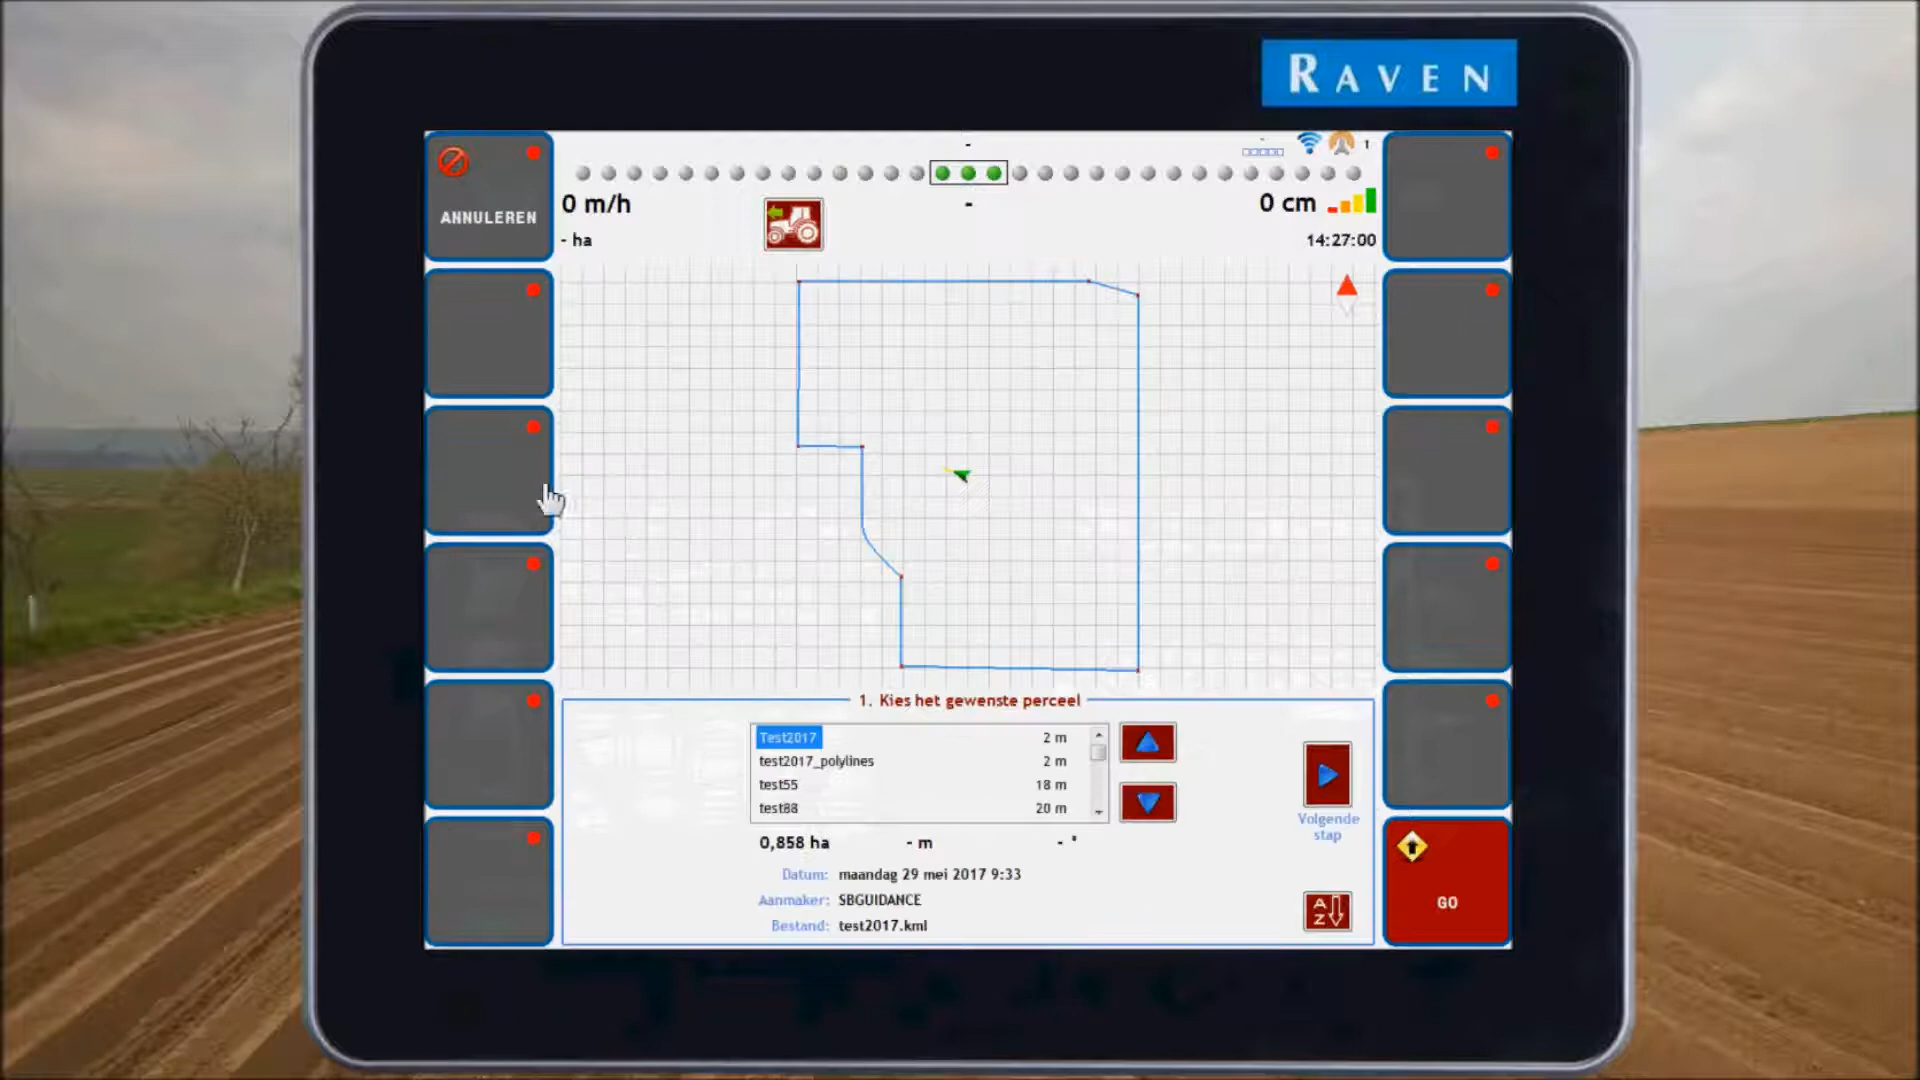 RAVEN
ANNULEREN
-
1
0 m/h
-
0 cm
- ha
14:27:00
1. Kies het gewenste perceel
Test2017 2 m
test2017_polylines 2 m
test55 18 m
test88 20 m
0,858 ha - m - °
Volgende
stap
Datum: maandag 29 mei 2017 9:33
Aanmaker: SBGUIDANCE
Bestand: test2017.kml
A
Z
GO